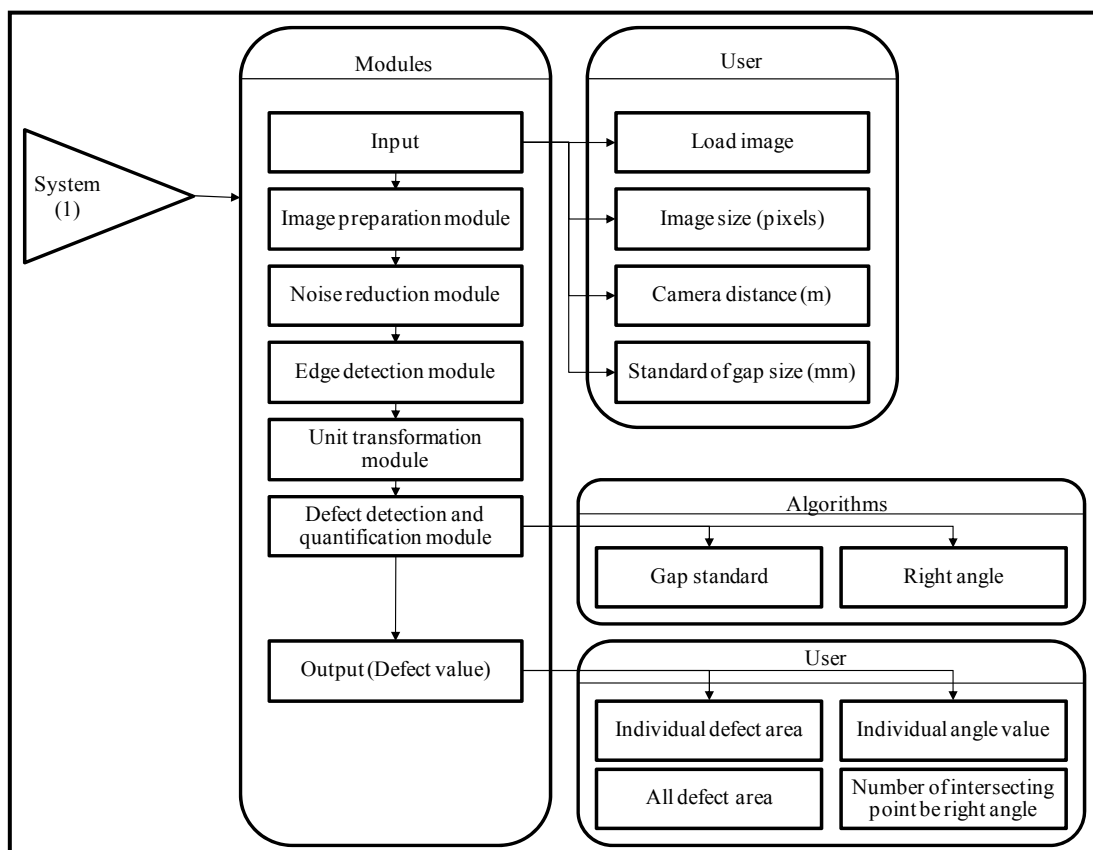 System
(1)
Modules
Input
Image preparation module
Noise reduction module
Edge detection module
Unit transformation
module
Defect detection and
quantification module
Output (Defect value)
User
Load image
Image size (pixels)
Camera distance (m)
Standard of gap size (mm)
Algorithms
Gap standard
Right angle
User
Individual defect area
Individual angle value
All defect area
Number of intersecting
point be right angle